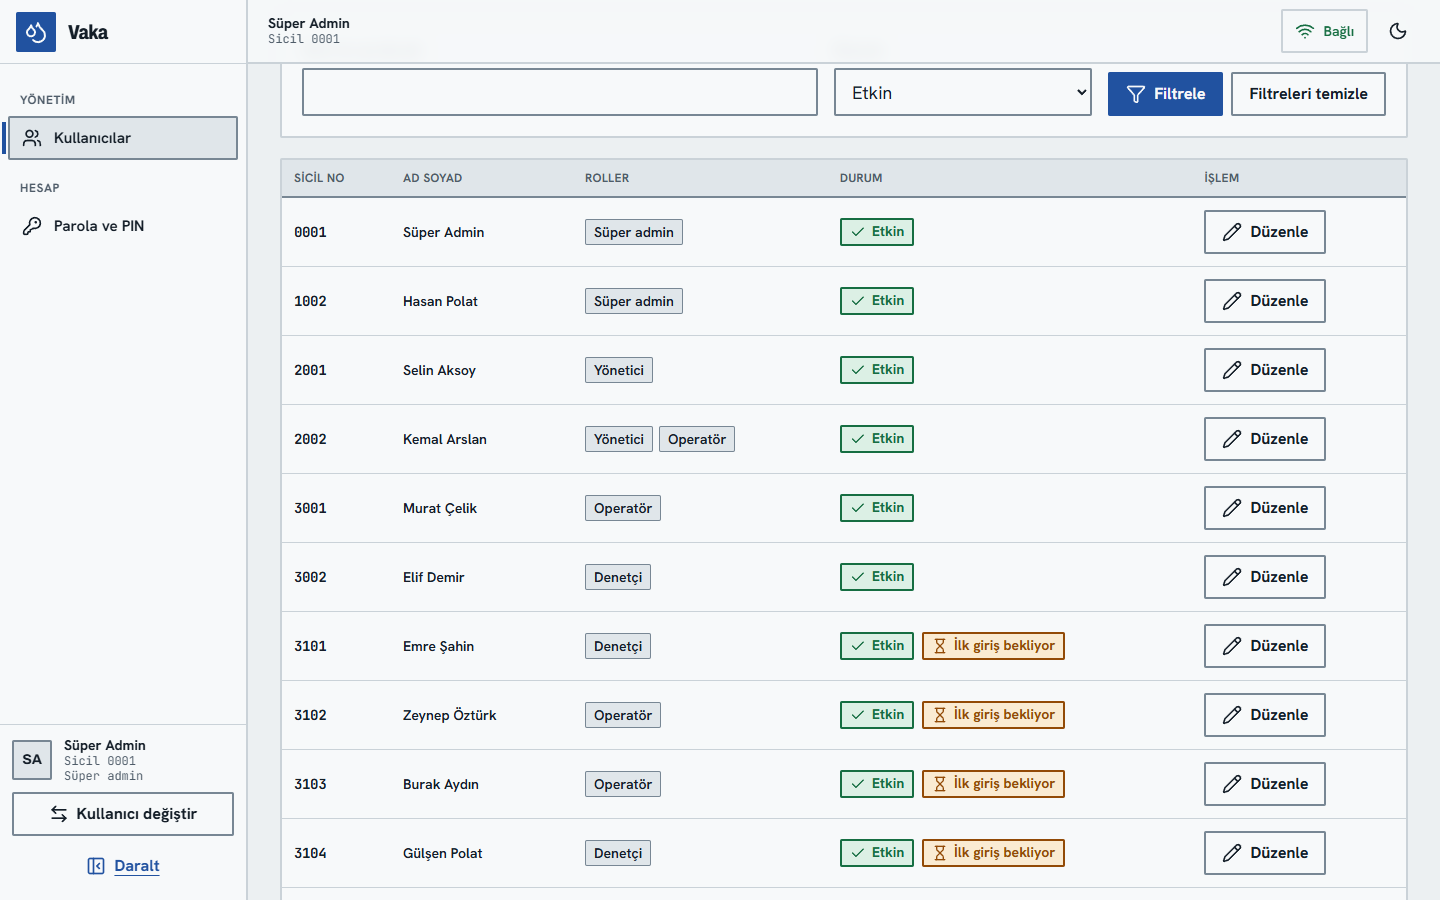 Vaka
Süper Admin
Sicil 0001
Bağlı
YÖNETİM
Kullanıcılar
HESAP
Parola ve PIN
Etkin
Filtrele
Filtreleri temizle
SİCİL NO AD SOYAD ROLLER DURUM İŞLEM
0001 Süper Admin Süper admin Etkin Düzenle
1002 Hasan Polat Süper admin Etkin Düzenle
2001 Selin Aksoy Yönetici Etkin Düzenle
2002 Kemal Arslan Yönetici Operatör Etkin Düzenle
3001 Murat Çelik Operatör Etkin Düzenle
3002 Elif Demir Denetçi Etkin Düzenle
3101 Emre Şahin Denetçi Etkin İlk giriş bekliyor Düzenle
3102 Zeynep Öztürk Operatör Etkin İlk giriş bekliyor Düzenle
3103 Burak Aydın Operatör Etkin İlk giriş bekliyor Düzenle
3104 Gülşen Polat Denetçi Etkin İlk giriş bekliyor Düzenle
SA
Süper Admin
Sicil 0001
Süper admin
Kullanıcı değiştir
Daralt